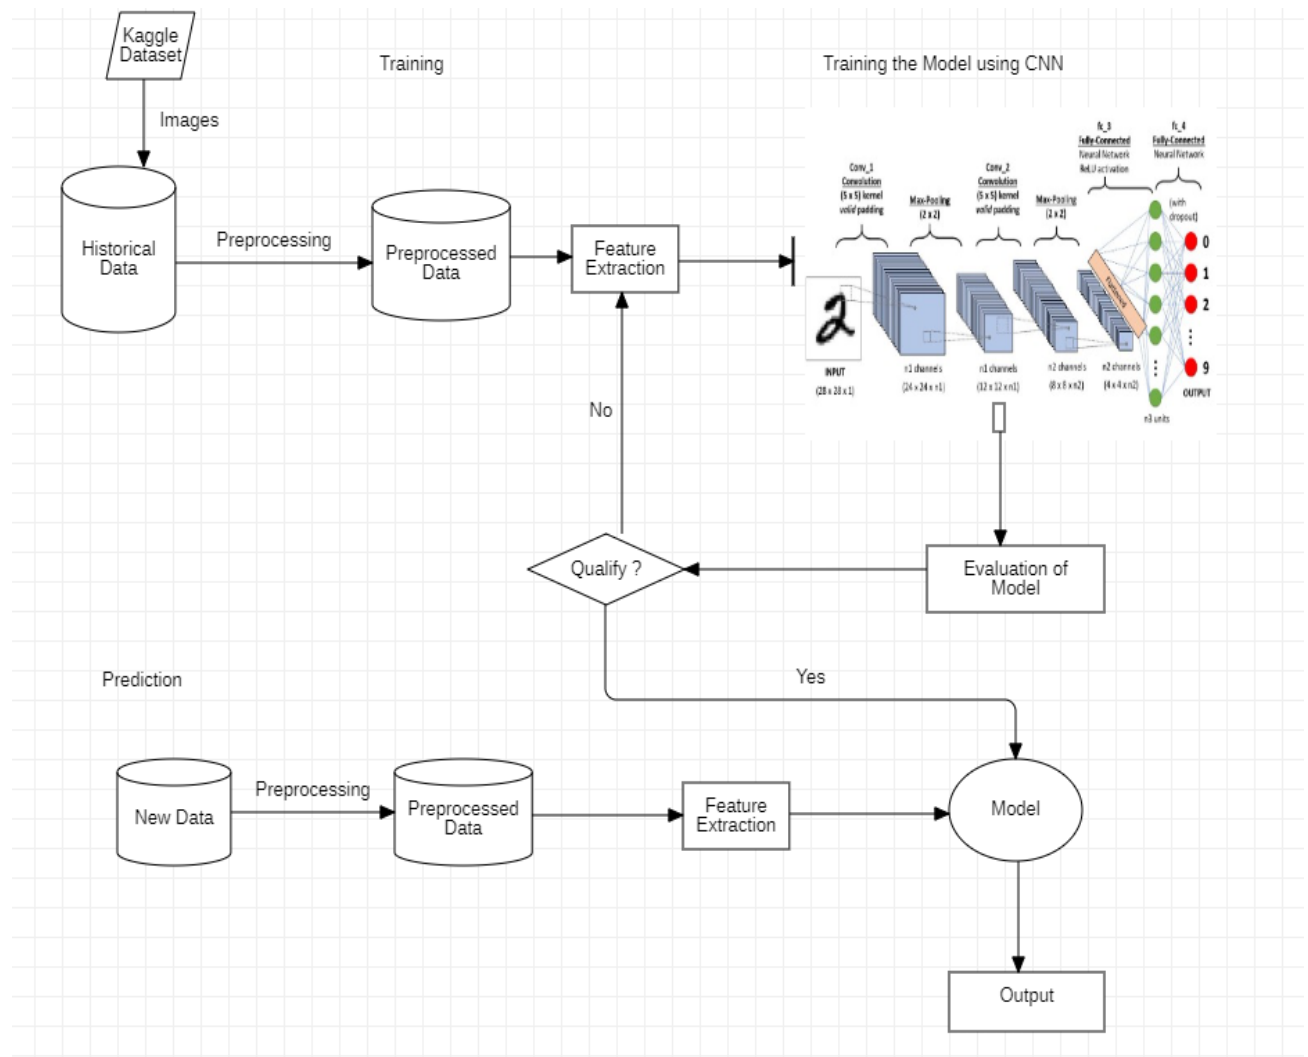 Kaggle
Dataset
Training
Training the Model using CNN
Images
Historical
Data
Preprocessing
Preprocessed
Data
Feature
Extraction
Conv_1
Convolution
(5 x 5) kernel
valid padding
Max-Pooling
(2 x 2)
Conv_2
Convolution
(5 x 5) kernel
valid padding
Max-Pooling
(2 x 2)
fc_3
Fully-Connected
Neural Network
ReLU activation
fc_4
Fully-Connected
Neural Network
(with
dropout)
0
1
2
9
OUTPUT
Flattened
2
INPUT
(28 x 28 x 1)
n1 channels
(24 x 24 x n1)
n1 channels
(12 x 12 x n1)
n2 channels
(8 x 8 x n2)
n2 channels
(4 x 4 x n2)
n3 units
No
Qualify ?
Evaluation of
Model
Yes
Prediction
New Data
Preprocessing
Preprocessed
Data
Feature
Extraction
Model
Output